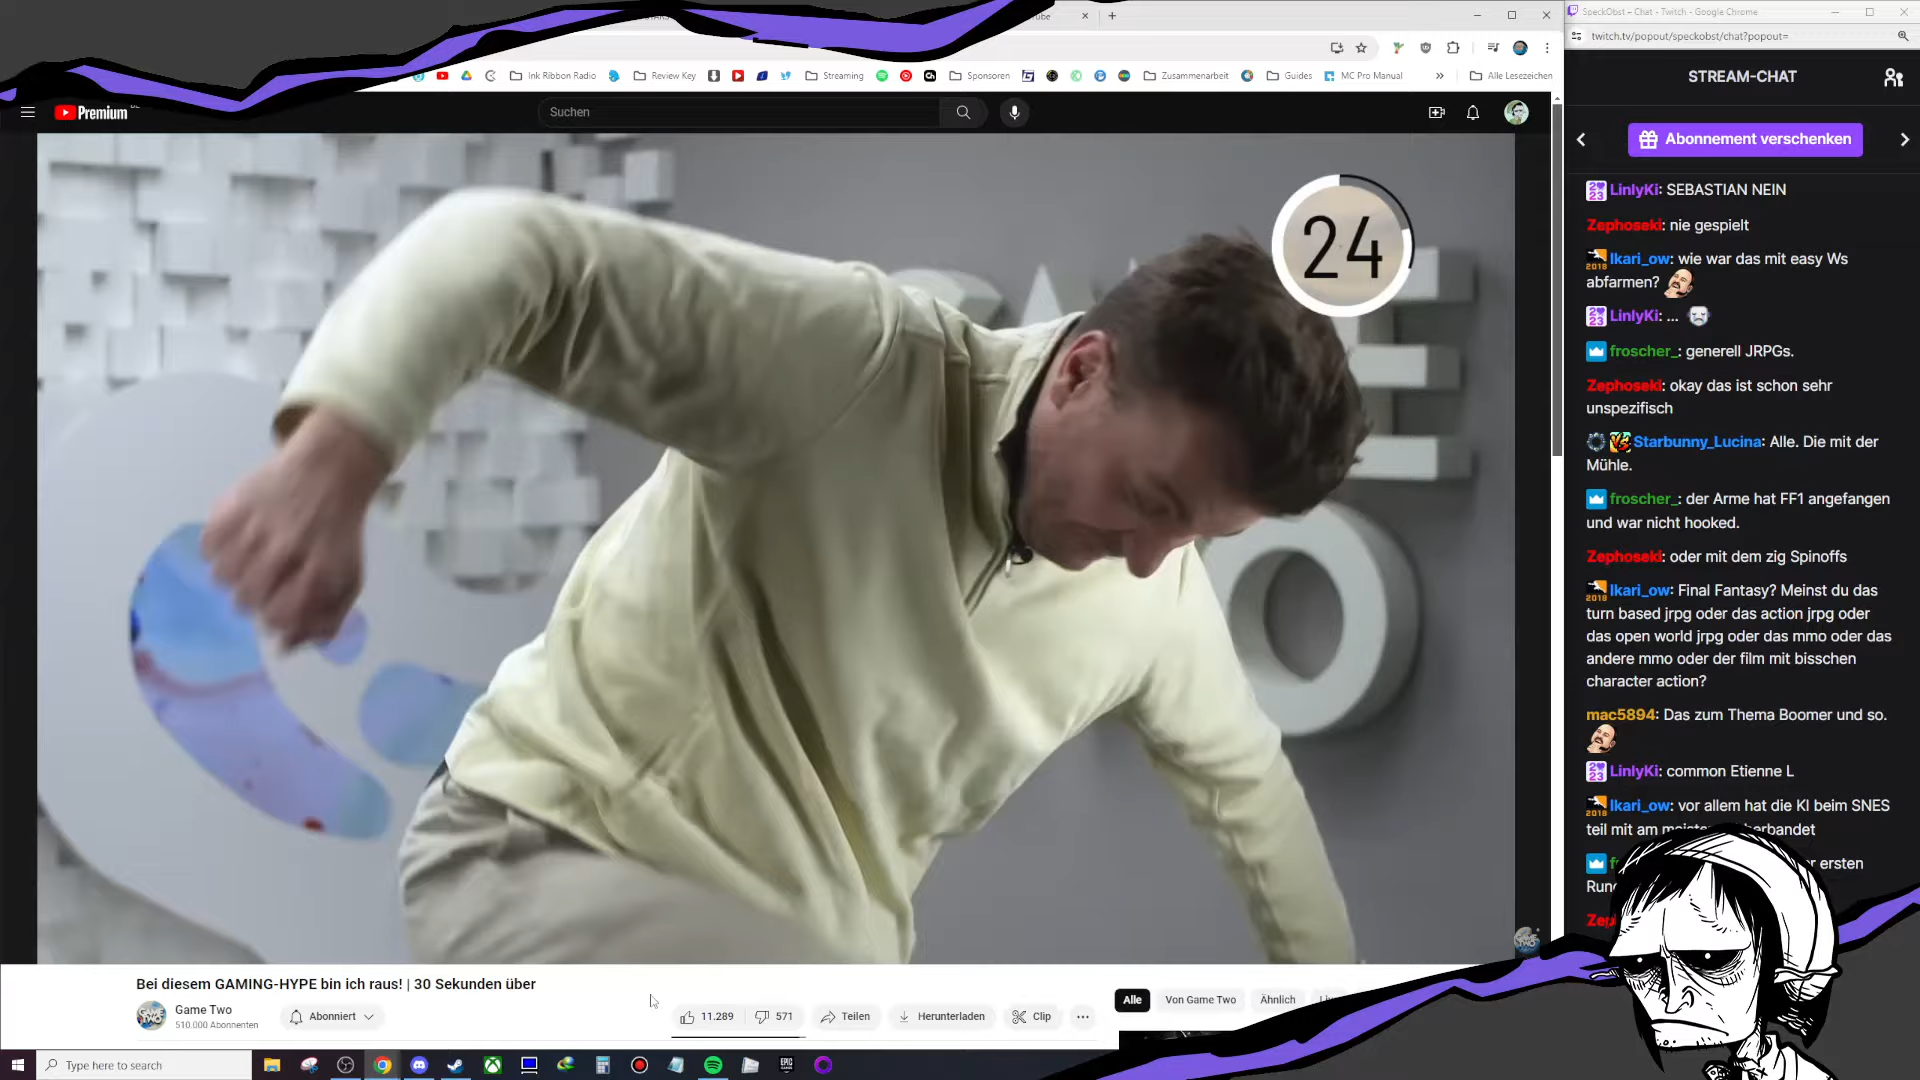 SpeckObst – Chat - Twitch - Google Chrome
twitch.tv/popout/speckobst/chat?popout=
Ink Ribbon Radio
Review Key
Streaming
Sponsoren
Zusammenarbeit
Guides
MC Pro Manual
»
Alle Lesezeichen
Premium
Suchen
STREAM-CHAT
Abonnement verschenken
24
LinlyKi: SEBASTIAN NEIN
Zephoseki: nie gespielt
Ikari_ow: wie war das mit easy Ws
abfarmen?
LinlyKi: ...
froscher_: generell JRPGs.
Zephoseki: okay das ist schon sehr
unspezifisch
Starbunny_Lucina: Alle. Die mit der
Mühle.
froscher_: der Arme hat FF1 angefangen
und war nicht hooked.
Zephoseki: oder mit dem zig Spinoffs
Ikari_ow: Final Fantasy? Meinst du das
turn based jrpg oder das action jrpg oder
das open world jrpg oder das mmo oder das
andere mmo oder der film mit bisschen
character action?
mac5894: Das zum Thema Boomer und so.
LinlyKi: common Etienne L
Ikari_ow: vor allem hat die KI beim SNES
teil mit am
ersten
Bei diesem GAMING-HYPE bin ich raus! | 30 Sekunden über
Game Two
510.000 Abonnenten
Abonniert
11.289
571
Teilen
Herunterladen
Clip
Alle
Von Game Two
Ähnlich
Type here to search